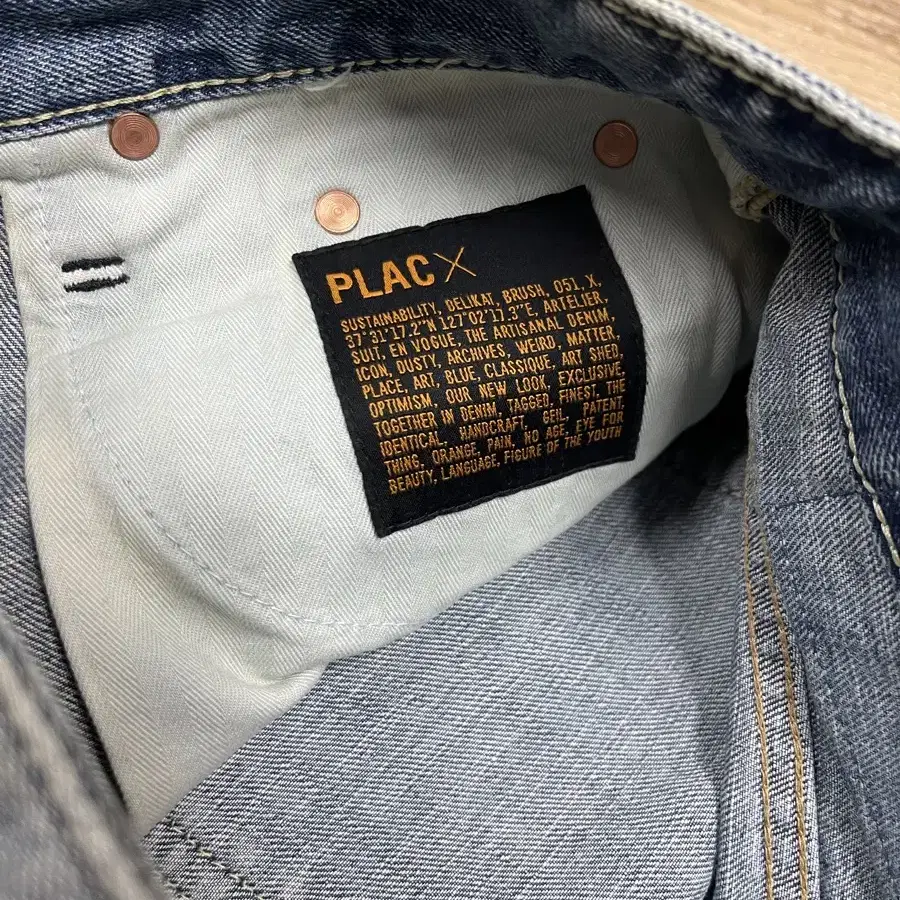 PLAC X
SUSTAINABILITY, DELIKAT, BRUSH, 051, X,
37°31'17.2"N 127°02'17.3"E, ARTELIER,
SUIT, EN VOGUE, THE ARTISANAL DENIM,
ICON, DUSTY, ARCHIVES, WEIRD, MATTER,
PLACE, ART, BLUE, CLASSIQUE, ART SHED,
OPTIMISM, OUR NEW LOOK, EXCLUSIVE,
TOGETHER IN DENIM, TAGGED, FINEST, THE
IDENTICAL, HANDCRAFT, GEIL, PATENT
THING, ORANGE, PAIN, NO AGE, EYE FOR
BEAUTY, LANGUAGE, FIGURE OF THE YOUTH